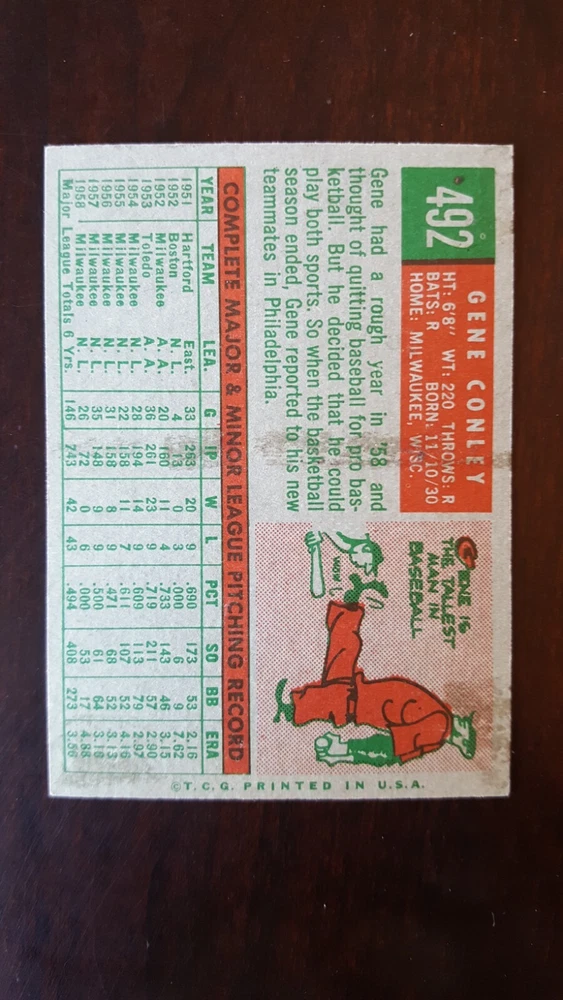 492
GENE CONLEY
HT: 6'8" WT: 220 THROWS: R
BATS: R BORN: 11/10/30
HOME: MILWAUKEE, WISC.
Gene had a rough year in '58 and
thought of quitting baseball for pro bas-
ketball. But he decided that he could
play both sports. So when the basketball
season ended, Gene reported to his new
teammates in Philadelphia.
GENE IS
THE TALLEST
MAN IN
BASEBALL
COMPLETE MAJOR & MINOR LEAGUE PITCHING RECORD
YEAR TEAM LEA. G IP W L PCT SO BB ERA
1951 Hartford East. 33 263 20 9 .690 173 53 2.16
1952 Boston N. L. 4 13 0 3 .000 6 9 7.62
1952 Milwaukee A. A. 20 160 11 4 .733 143 46 3.15
1953 Toledo A. A. 36 261 23 9 .719 211 57 2.90
1954 Milwaukee N. L. 28 194 14 9 .609 113 79 2.97
1955 Milwaukee N. L. 22 158 11 7 .611 107 52 4.16
1956 Milwaukee N. L. 31 158 8 9 .471 68 52 3.13
1957 Milwaukee N. L. 35 148 9 9 .500 61 64 3.16
1958 Milwaukee N. L. 26 72 0 6 .000 53 17 4.88
Major League Totals 6 Yrs. 146 743 42 43 .494 408 273 3.56
©T.C.G. PRINTED IN U.S.A.